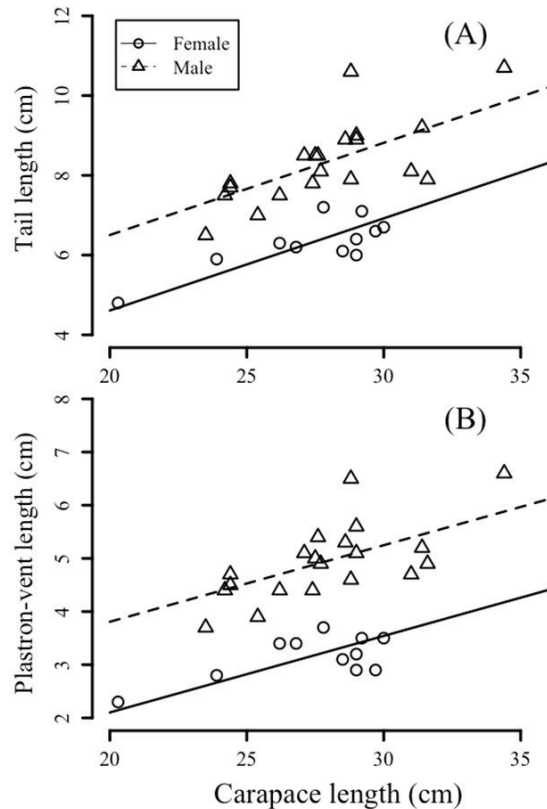 (A)
Female
Male
Tail length (cm)
12
10
8
6
4
20 25 30 35
(B)
Plastron-vent length (cm)
8
7
6
5
4
3
2
20 25 30 35
Carapace length (cm)